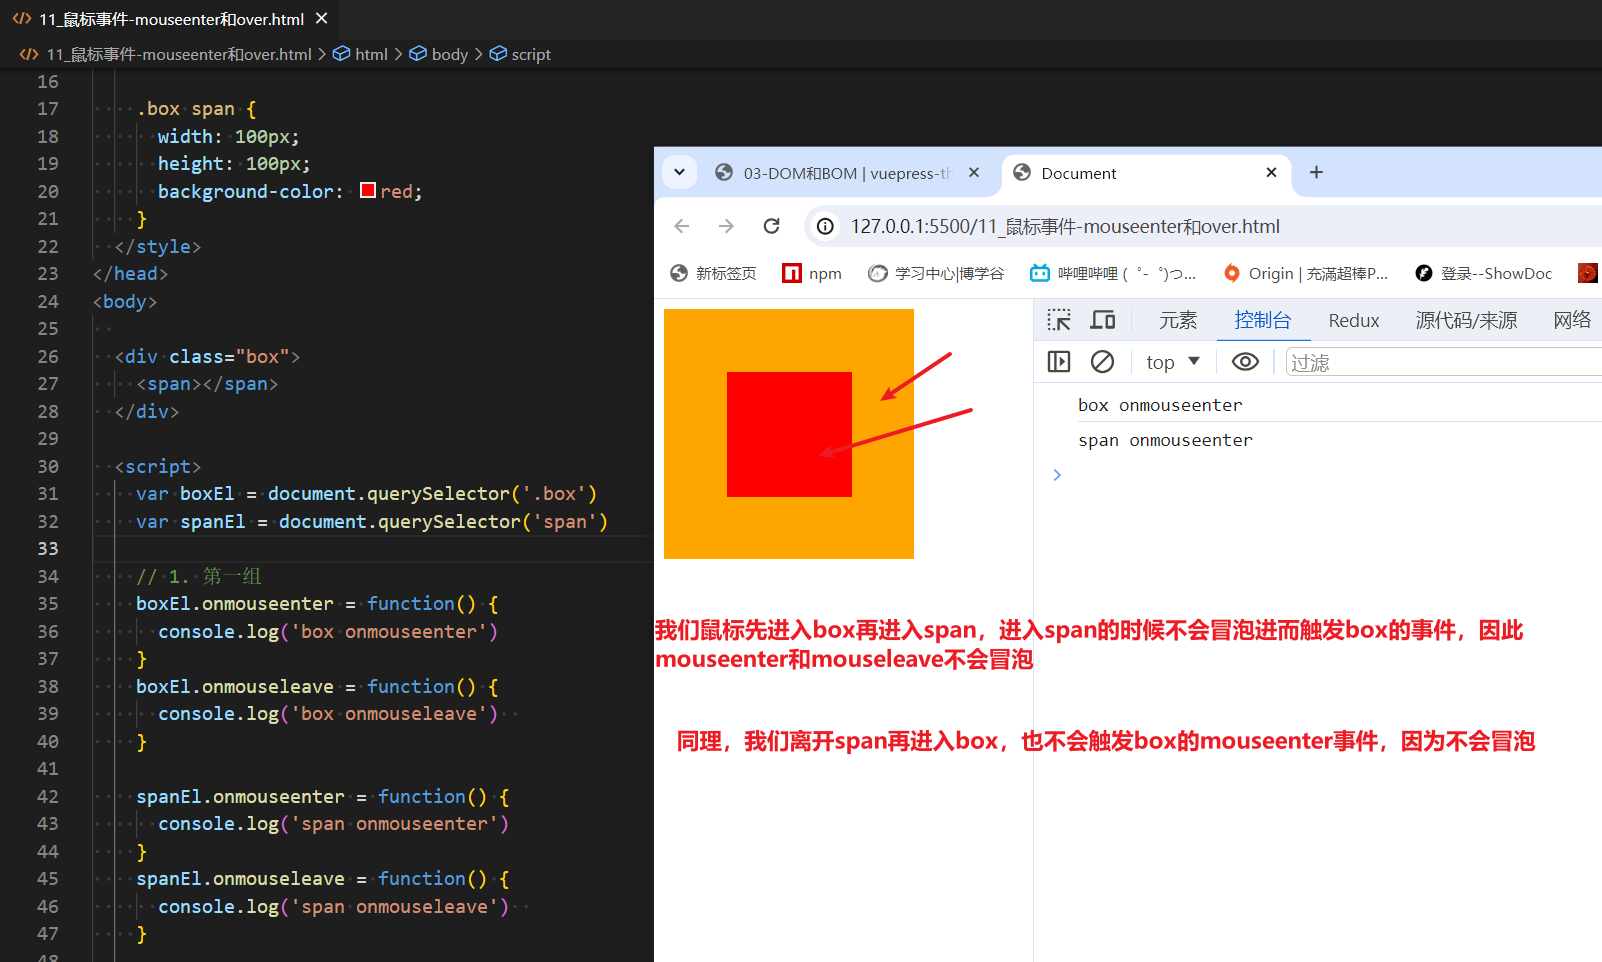 11_鼠标事件-mouseenter和over.html
11_鼠标事件-mouseenter和over.html > html > body > script
16
17 .box span {
18 width: 100px;
19 height: 100px;
20 background-color: red;
21 }
22 </style>
23 </head>
24 <body>
25
26 <div class="box">
27 <span></span>
28 </div>
29
30 <script>
31 var boxEl = document.querySelector('.box')
32 var spanEl = document.querySelector('span')
33
34 // 1. 第一组
35 boxEl.onmouseenter = function() {
36 console.log('box onmouseenter')
37 }
38 boxEl.onmouseleave = function() {
39 console.log('box onmouseleave')
40 }
41
42 spanEl.onmouseenter = function() {
43 console.log('span onmouseenter')
44 }
45 spanEl.onmouseleave = function() {
46 console.log('span onmouseleave')
47 }
48
03-DOM和BOM | vuepress-th
Document
127.0.0.1:5500/11_鼠标事件-mouseenter和over.html
新标签页 npm 学习中心|博学谷 哔哩哔哩 (゜-゜)つ... Origin | 充满超棒P... 登录--ShowDoc
元素 控制台 Redux 源代码/来源 网络
top 过滤
box onmouseenter
span onmouseenter
我们鼠标先进入box再进入span，进入span的时候不会冒泡进而触发box的事件，因此
mouseenter和mouseleave不会冒泡
同理，我们离开span再进入box，也不会触发box的mouseenter事件，因为不会冒泡